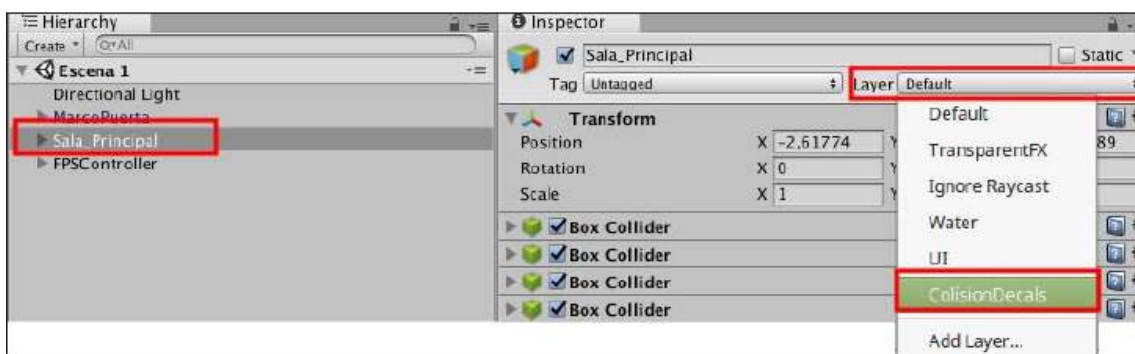 Hierarchy
Create
All
Escena 1
Directional Light
MarcoPuerta
Sala_Principal
FPSController
Inspector
Sala_Principal
Static
Tag Untagged
Layer Default
Transform
Position X -2,61774 Y 89
Rotation X 0 Y
Scale X 1 Y
Box Collider
Box Collider
Box Collider
Box Collider
Default
TransparentFX
Ignore Raycast
Water
UI
ColisionDecals
Add Layer...